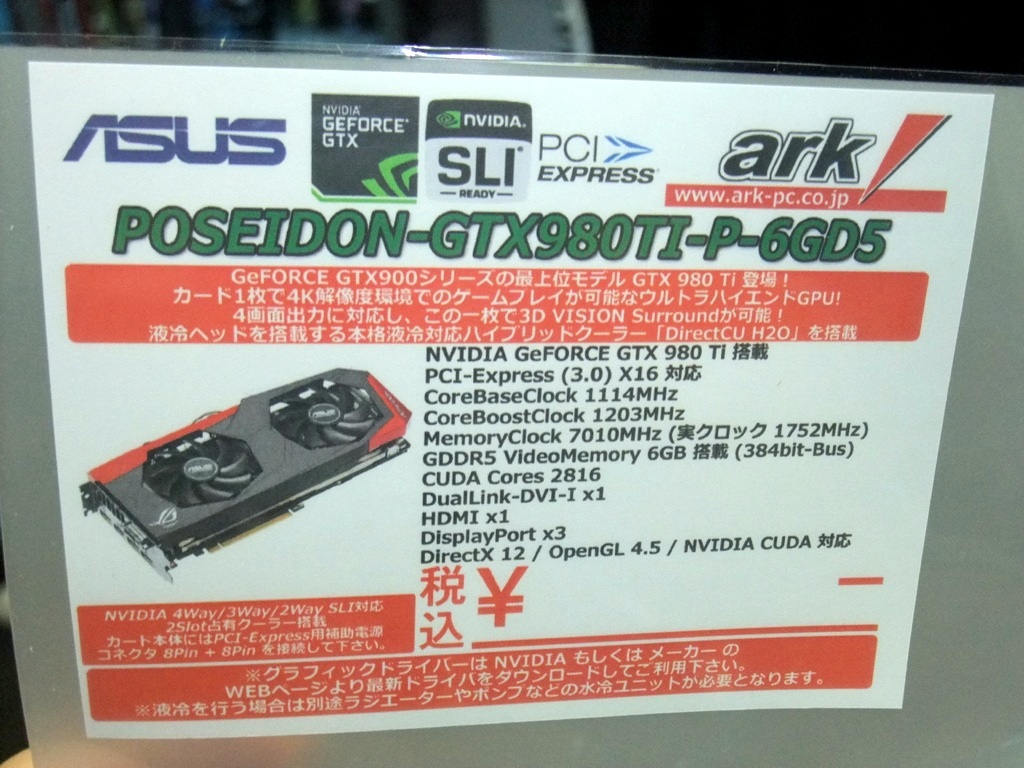 ASUS
NVIDIA
GEFORCE
GTX
NVIDIA.
SLI
READY
PCI
EXPRESS
ark
www.ark-pc.co.jp
POSEIDON-GTX980TI-P-6GD5
GeFORCE GTX900シリーズの最上位モデル GTX 980 Ti 登場！
カード1枚で4K解像度環境でのゲームプレイが可能なウルトラハイエンドGPU!
4画面出力に対応し、この一枚で3D VISION Surroundが可能！
液冷ヘッドを搭載する本格液冷対応ハイブリッドクーラー「DirectCU H2O」を搭載
NVIDIA GeFORCE GTX 980 Ti 搭載
PCI-Express (3.0) X16 対応
CoreBaseClock 1114MHz
CoreBoostClock 1203MHz
MemoryClock 7010MHz (実クロック 1752MHz)
GDDR5 VideoMemory 6GB 搭載 (384bit-Bus)
CUDA Cores 2816
DualLink-DVI-I x1
HDMI x1
DisplayPort x3
DirectX 12 / OpenGL 4.5 / NVIDIA CUDA 対応
税込 ¥ ー
NVIDIA 4Way/3Way/2Way SLI対応
2Slot占有クーラー搭載
カード本体にはPCI-Express用補助電源
コネクタ 8Pin + 8Pin を接続して下さい。
※グラフィックドライバーは NVIDIA もしくは メーカー の
WEBページより最新ドライバをダウンロードしてご利用下さい。
※液冷を行う場合は別途ラジエーターやポンプなどの水冷ユニットが必要となります。